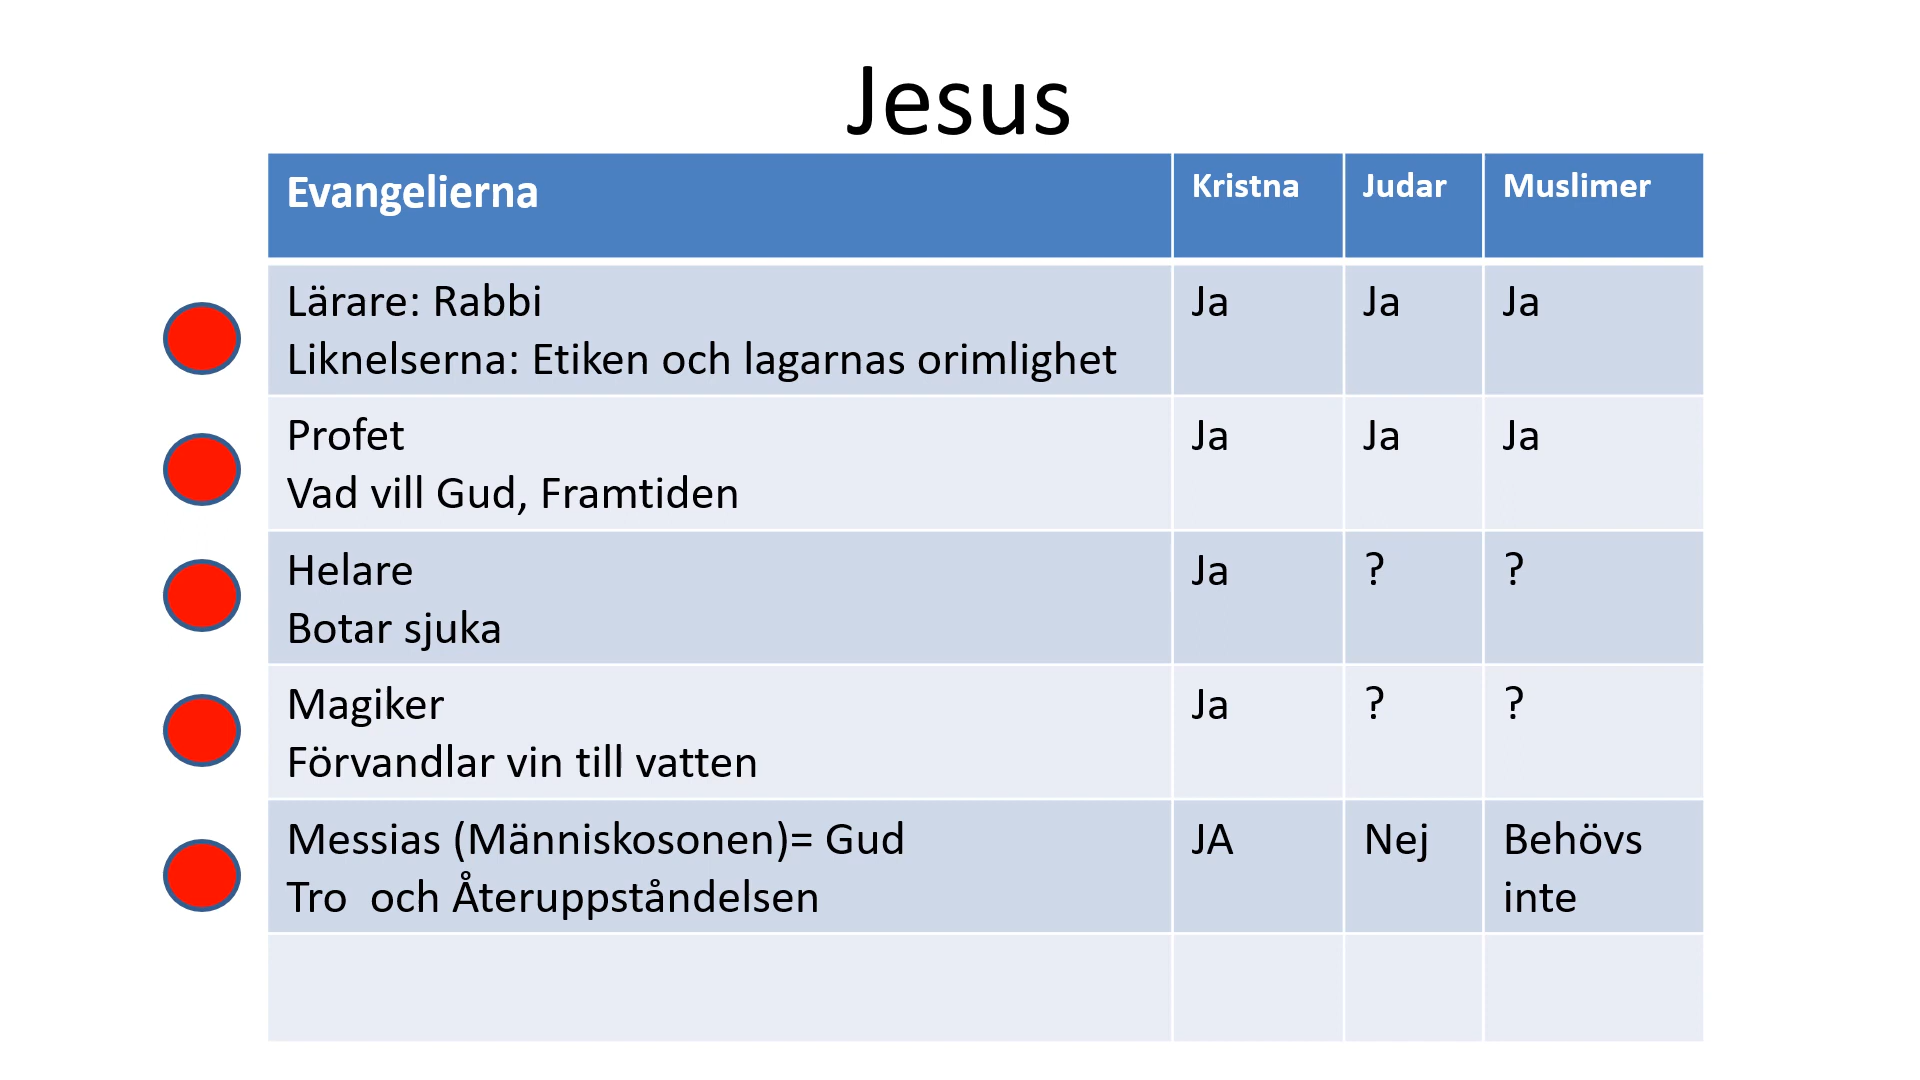 Jesus
Evangelierna Kristna Judar Muslimer
Lärare: Rabbi Ja Ja Ja
Liknelserna: Etiken och lagarnas orimlighet
Profet Ja Ja Ja
Vad vill Gud, Framtiden
Helare Ja ? ?
Botar sjuka
Magiker Ja ? ?
Förvandlar vin till vatten
Messias (Människosonen)= Gud JA Nej Behövs
Tro  och Återuppståndelsen inte